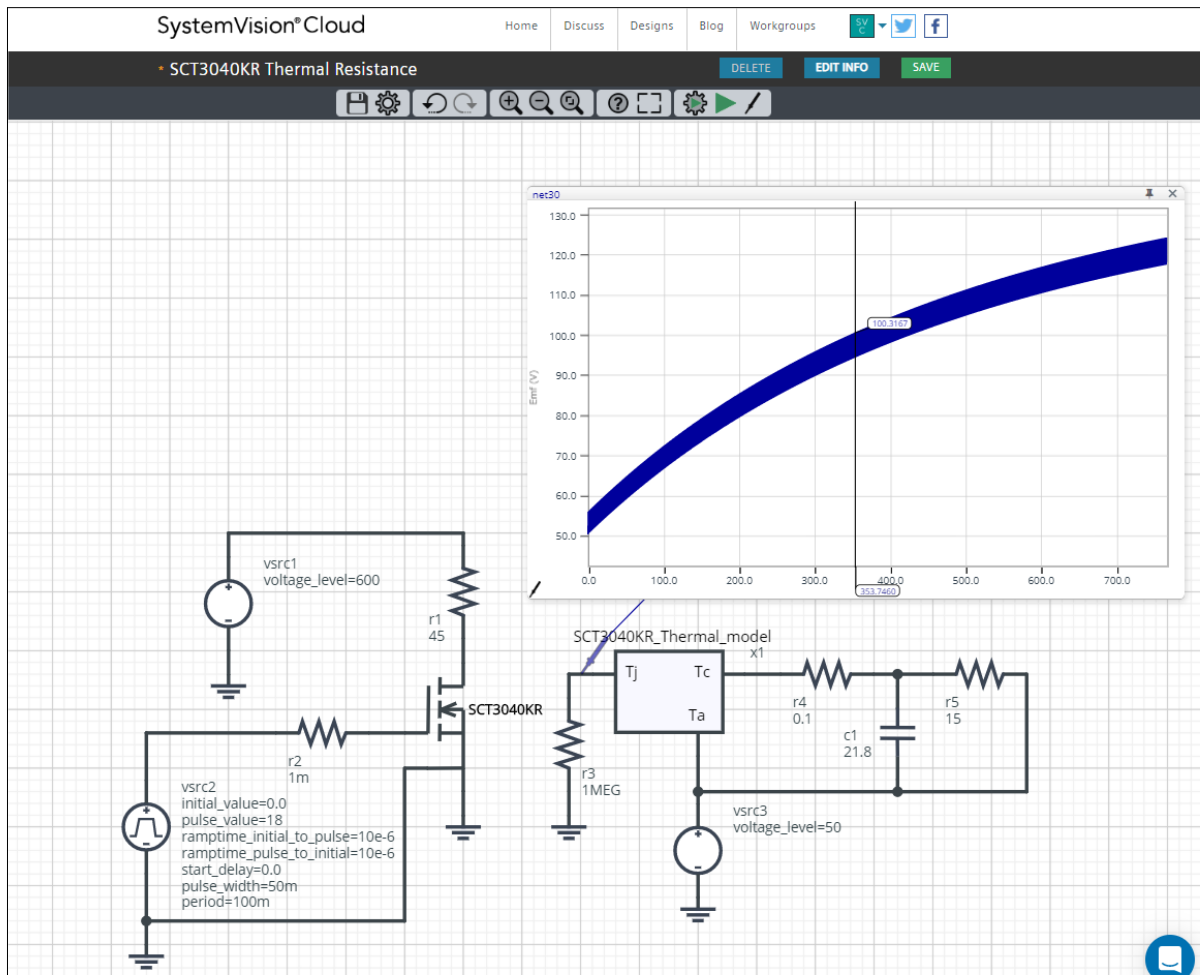 SystemVision® Cloud
Home Discuss Designs Blog Workgroups SV C f
* SCT3040KR Thermal Resistance DELETE EDIT INFO SAVE
?
net30
130.0
120.0
110.0
100.0
90.0
80.0
70.0
60.0
50.0
Emf (V)
100.3167
0.0 100.0 200.0 300.0 400.0 500.0 600.0 700.0
353.7460
vsrc1
voltage_level=600
r1
45
SCT3040KR
r2
1m
vsrc2
initial_value=0.0
pulse_value=18
ramptime_initial_to_pulse=10e-6
ramptime_pulse_to_initial=10e-6
start_delay=0.0
pulse_width=50m
period=100m
SCT3040KR_Thermal_model
x1
Tj Tc
Ta
r3
1MEG
r4
0.1
c1
21.8
r5
15
vsrc3
voltage_level=50